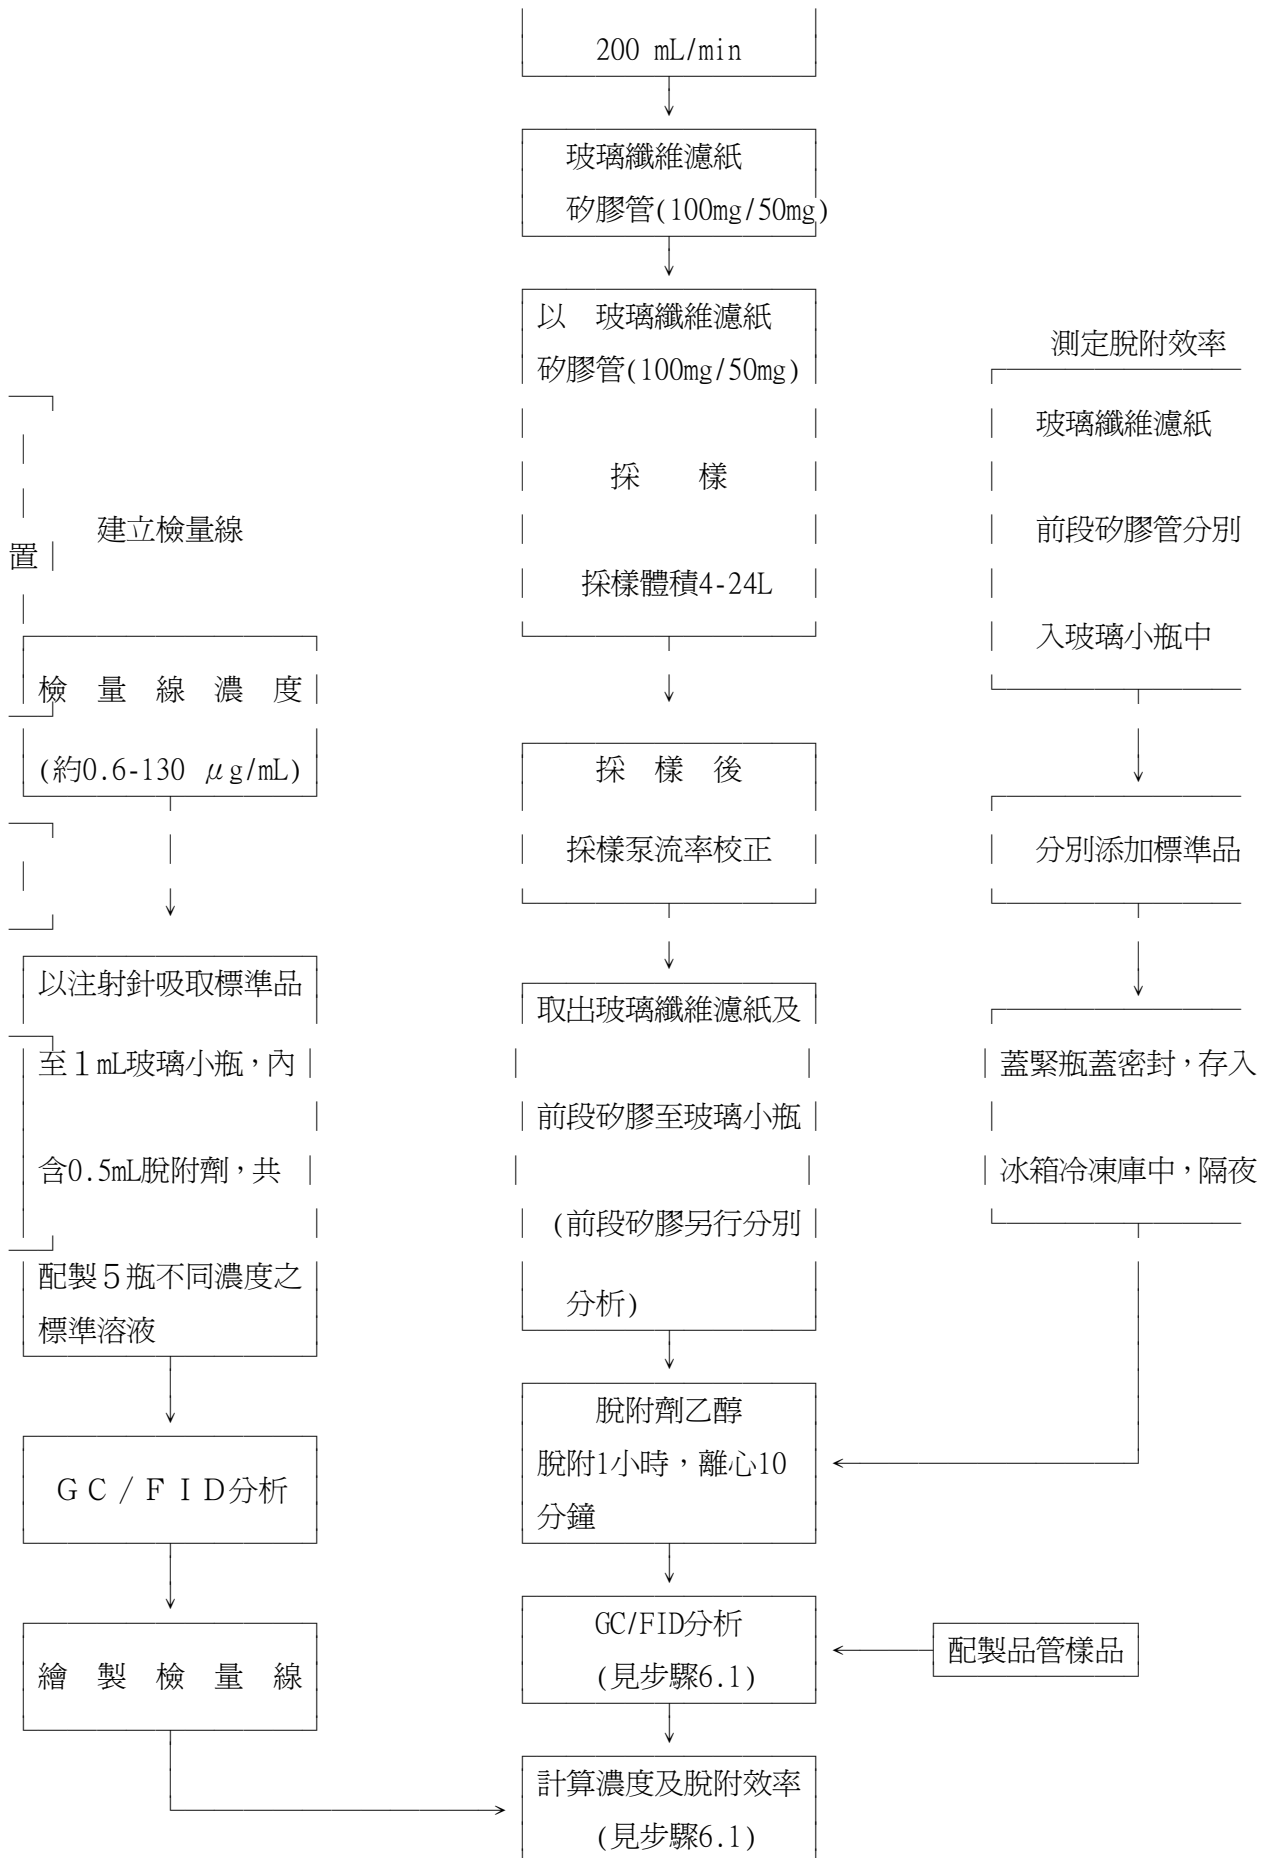 200 mL/min
玻璃纖維濾紙
矽膠管(100mg/50mg)
以　玻璃纖維濾紙
矽膠管(100mg/50mg)
採　　樣
採樣體積4-24L
採　樣　後
採樣泵流率校正
取出玻璃纖維濾紙及
前段矽膠至玻璃小瓶
(前段矽膠另行分別
分析)
脫附劑乙醇
脫附1小時，離心10
分鐘
GC/FID分析
(見步驟6.1)
計算濃度及脫附效率
(見步驟6.1)
建立檢量線
檢　量　線　濃　度
(約0.6-130 μg/mL)
以注射針吸取標準品
至１mL玻璃小瓶，內
含0.5mL脫附劑，共
配製５瓶不同濃度之
標準溶液
ＧＣ/ＦＩＤ分析
繪　製　檢　量　線
測定脫附效率
玻璃纖維濾紙
前段矽膠管分別
置
入玻璃小瓶中
分別添加標準品
蓋緊瓶蓋密封，存入
冰箱冷凍庫中，隔夜
配製品管樣品